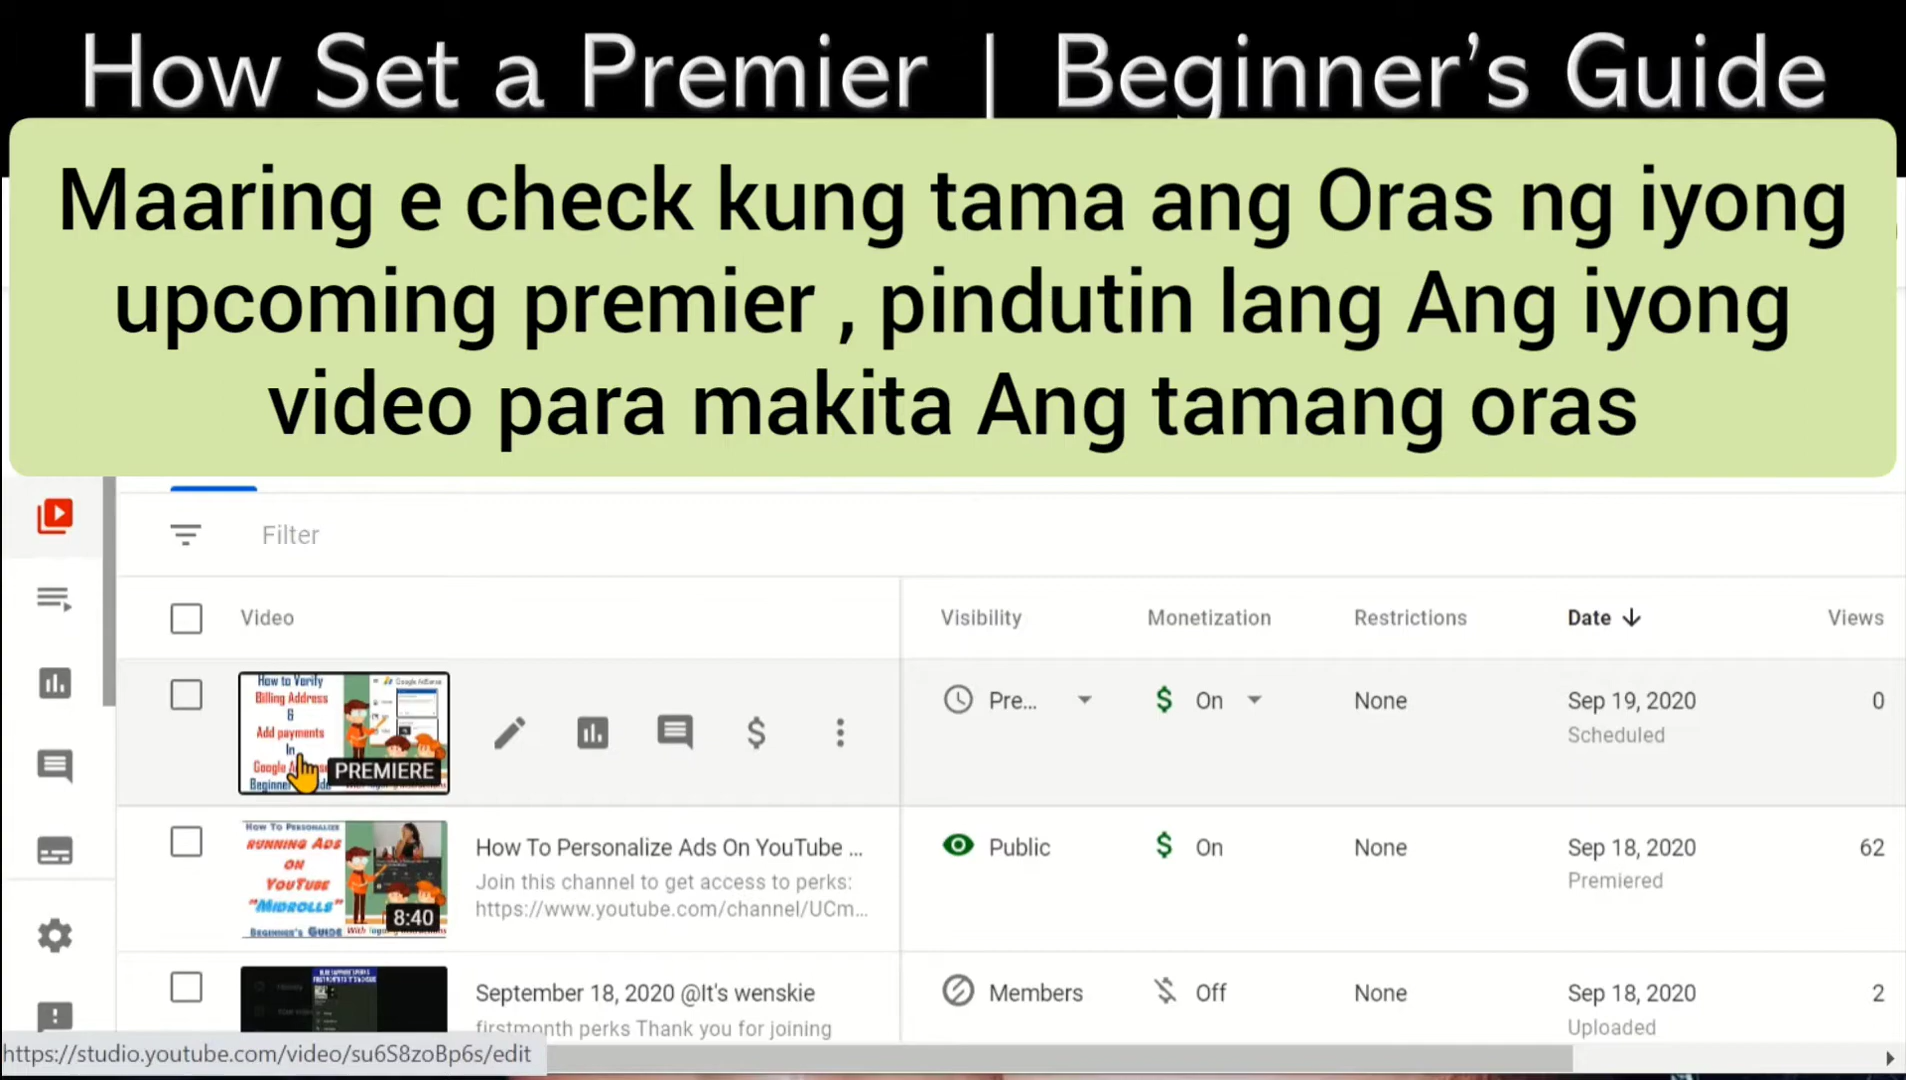 How Set a Premier | Beginner's Guide
Maaring e check kung tama ang Oras ng iyong
upcoming premier , pindutin lang Ang iyong
video para makita Ang tamang oras
Filter
Video Visibility Monetization Restrictions Date Views
How to Verify
Billing Address
&
Add payments
In
Google
Beginner
Google AdSense
PREMIERE
Pre... On None Sep 19, 2020 0
Scheduled
How To Personalize
Running Ads
on
YouTube
"Midrolls"
Beginner's Guide With
8:40
How To Personalize Ads On YouTube ... Public On None Sep 18, 2020 62
Join this channel to get access to perks: Premiered
https://www.youtube.com/channel/UCm...
September 18, 2020 @It's wenskie Members Off None Sep 18, 2020 2
firstmonth perks Thank you for joining Uploaded
https://studio.youtube.com/video/su6S8zoBp6s/edit